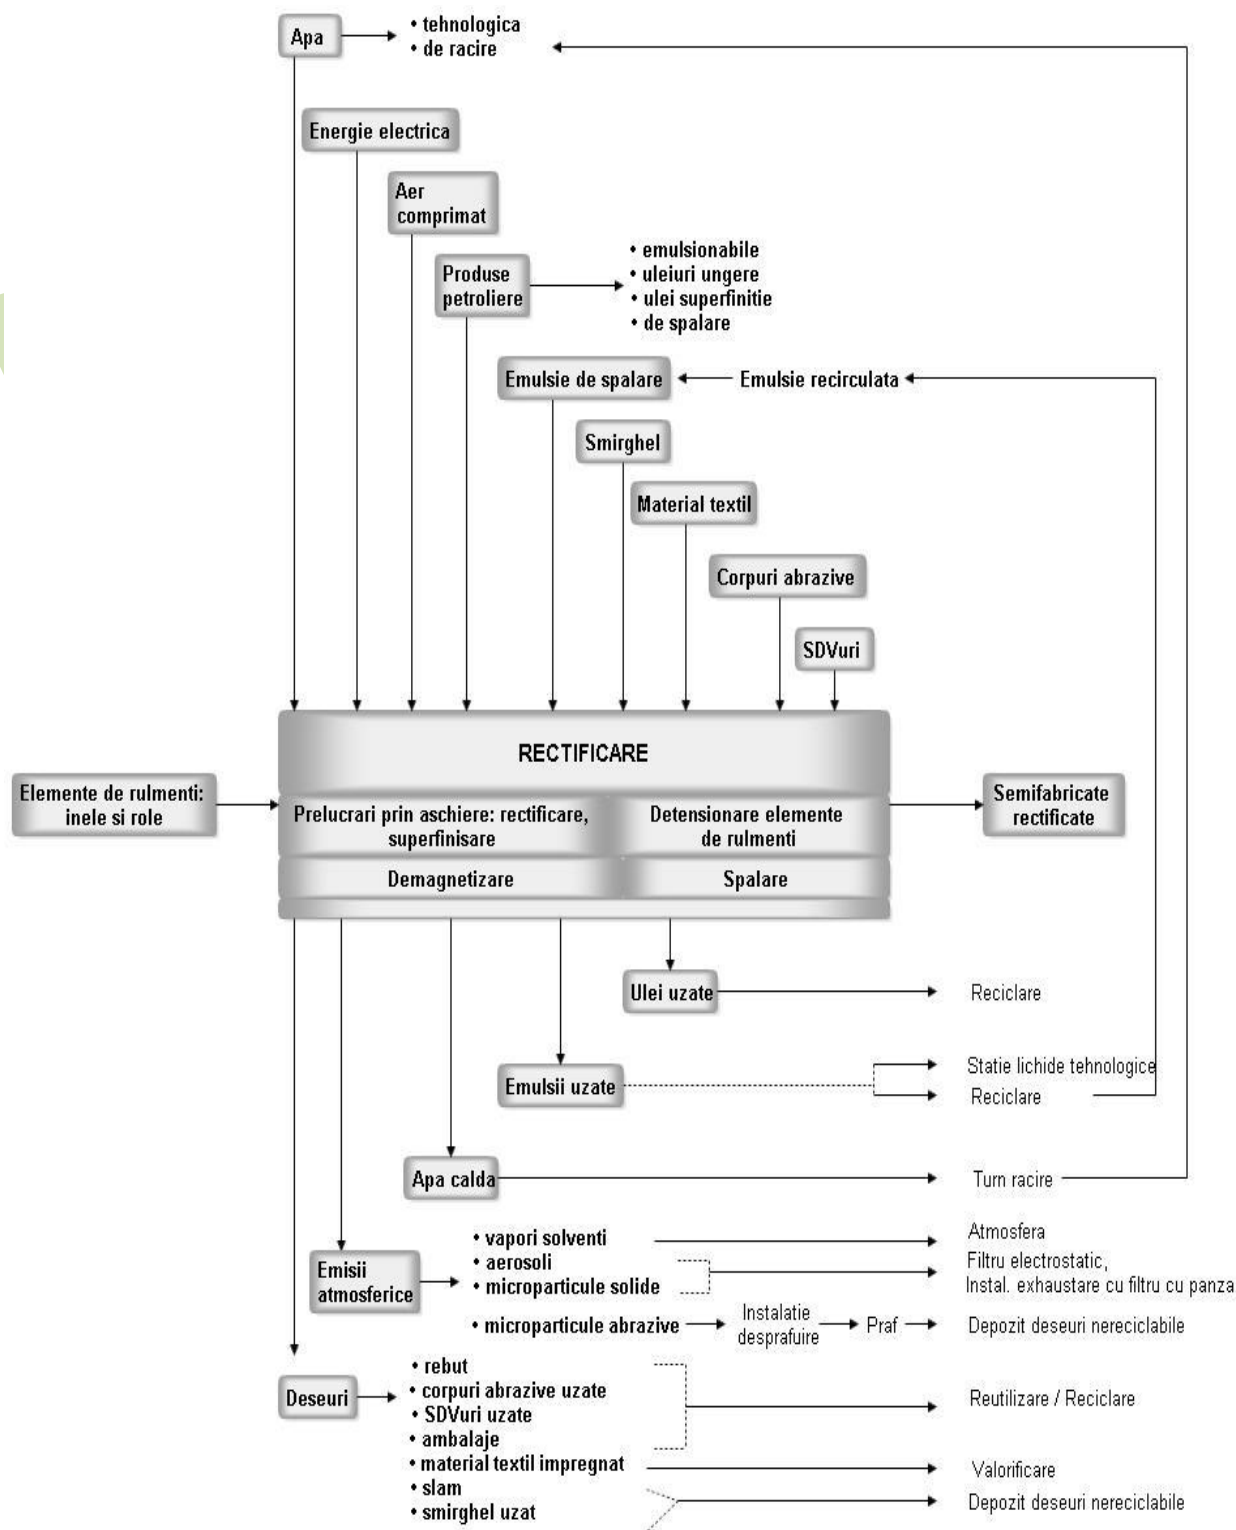 Apa
• tehnologica
• de racire
Energie electrica
Aer
comprimat
Produse
petroliere
• emulsionabile
• uleiuri ungere
• ulei superfinitie
• de spalare
Emulsie de spalare
Emulsie recirculata
Smirghel
Material textil
Corpuri abrazive
SDVuri
RECTIFICARE
Elemente de rulmenti:
inele si role
Prelucrari prin aschiere: rectificare,
superfinisare
Detensionare elemente
de rulmenti
Semifabricate
rectificate
Demagnetizare
Spalare
Ulei uzate
Reciclare
Emulsii uzate
Statie lichide tehnologice
Reciclare
Apa calda
Turn racire
Emisii
atmosferice
• vapori solventi
Atmosfera
• aerosoli
• microparticule solide
Filtru electrostatic,
Instal. exhaustare cu filtru cu panza
• microparticule abrazive
Instalatie
desprafuire
Praf
Depozit deseuri nereciclabile
Deseuri
• rebut
• corpuri abrazive uzate
• SDVuri uzate
• ambalaje
Reutilizare / Reciclare
• material textil impregnat
Valorificare
• slam
• smirghel uzat
Depozit deseuri nereciclabile